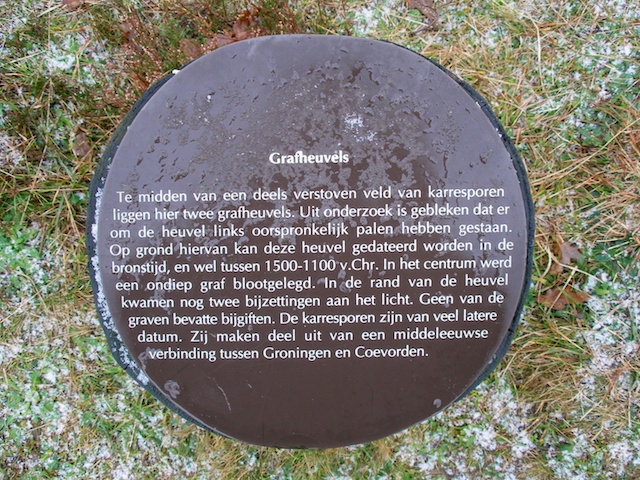 Grafheuvels
Te midden van een deels verstoven veld van karresporen
liggen hier twee grafheuvels. Uit onderzoek is gebleken dat er
om de heuvel links oorspronkelijk palen hebben gestaan.
Op grond hiervan kan deze heuvel gedateerd worden in de
bronstijd, en wel tussen 1500-1100 v.Chr. In het centrum werd
een ondiep graf blootgelegd. In de rand van de heuvel
kwamen nog twee bijzettingen aan het licht. Geen van de
graven bevatte bijgiften. De karresporen zijn van veel latere
datum. Zij maken deel uit van een middeleeuwse
verbinding tussen Groningen en Coevorden.